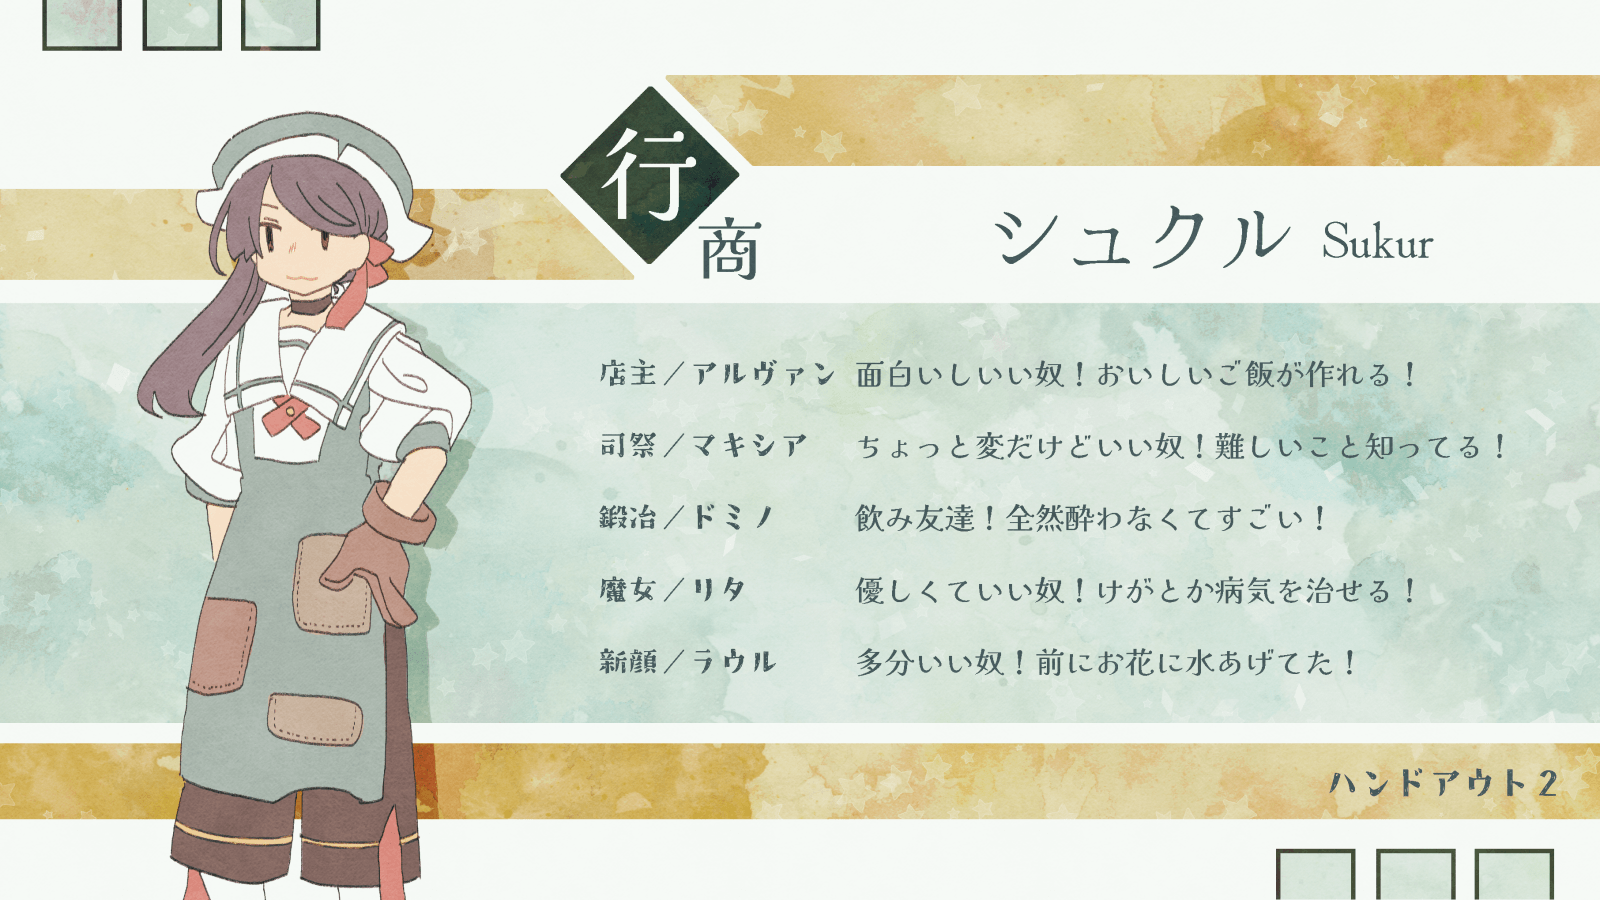 行商
シュクル Sukur
店主／アルヴァン 面白いしいい奴！おいしいご飯が作れる！
司祭／マキシア ちょっと変だけどいい奴！難しいこと知ってる！
鍛冶／ドミノ 飲み友達！全然酔わなくてすごい！
魔女／リタ 優しくていい奴！けがとか病気を治せる！
新顔／ラウル 多分いい奴！前にお花に水あげてた！
ハンドアウト2